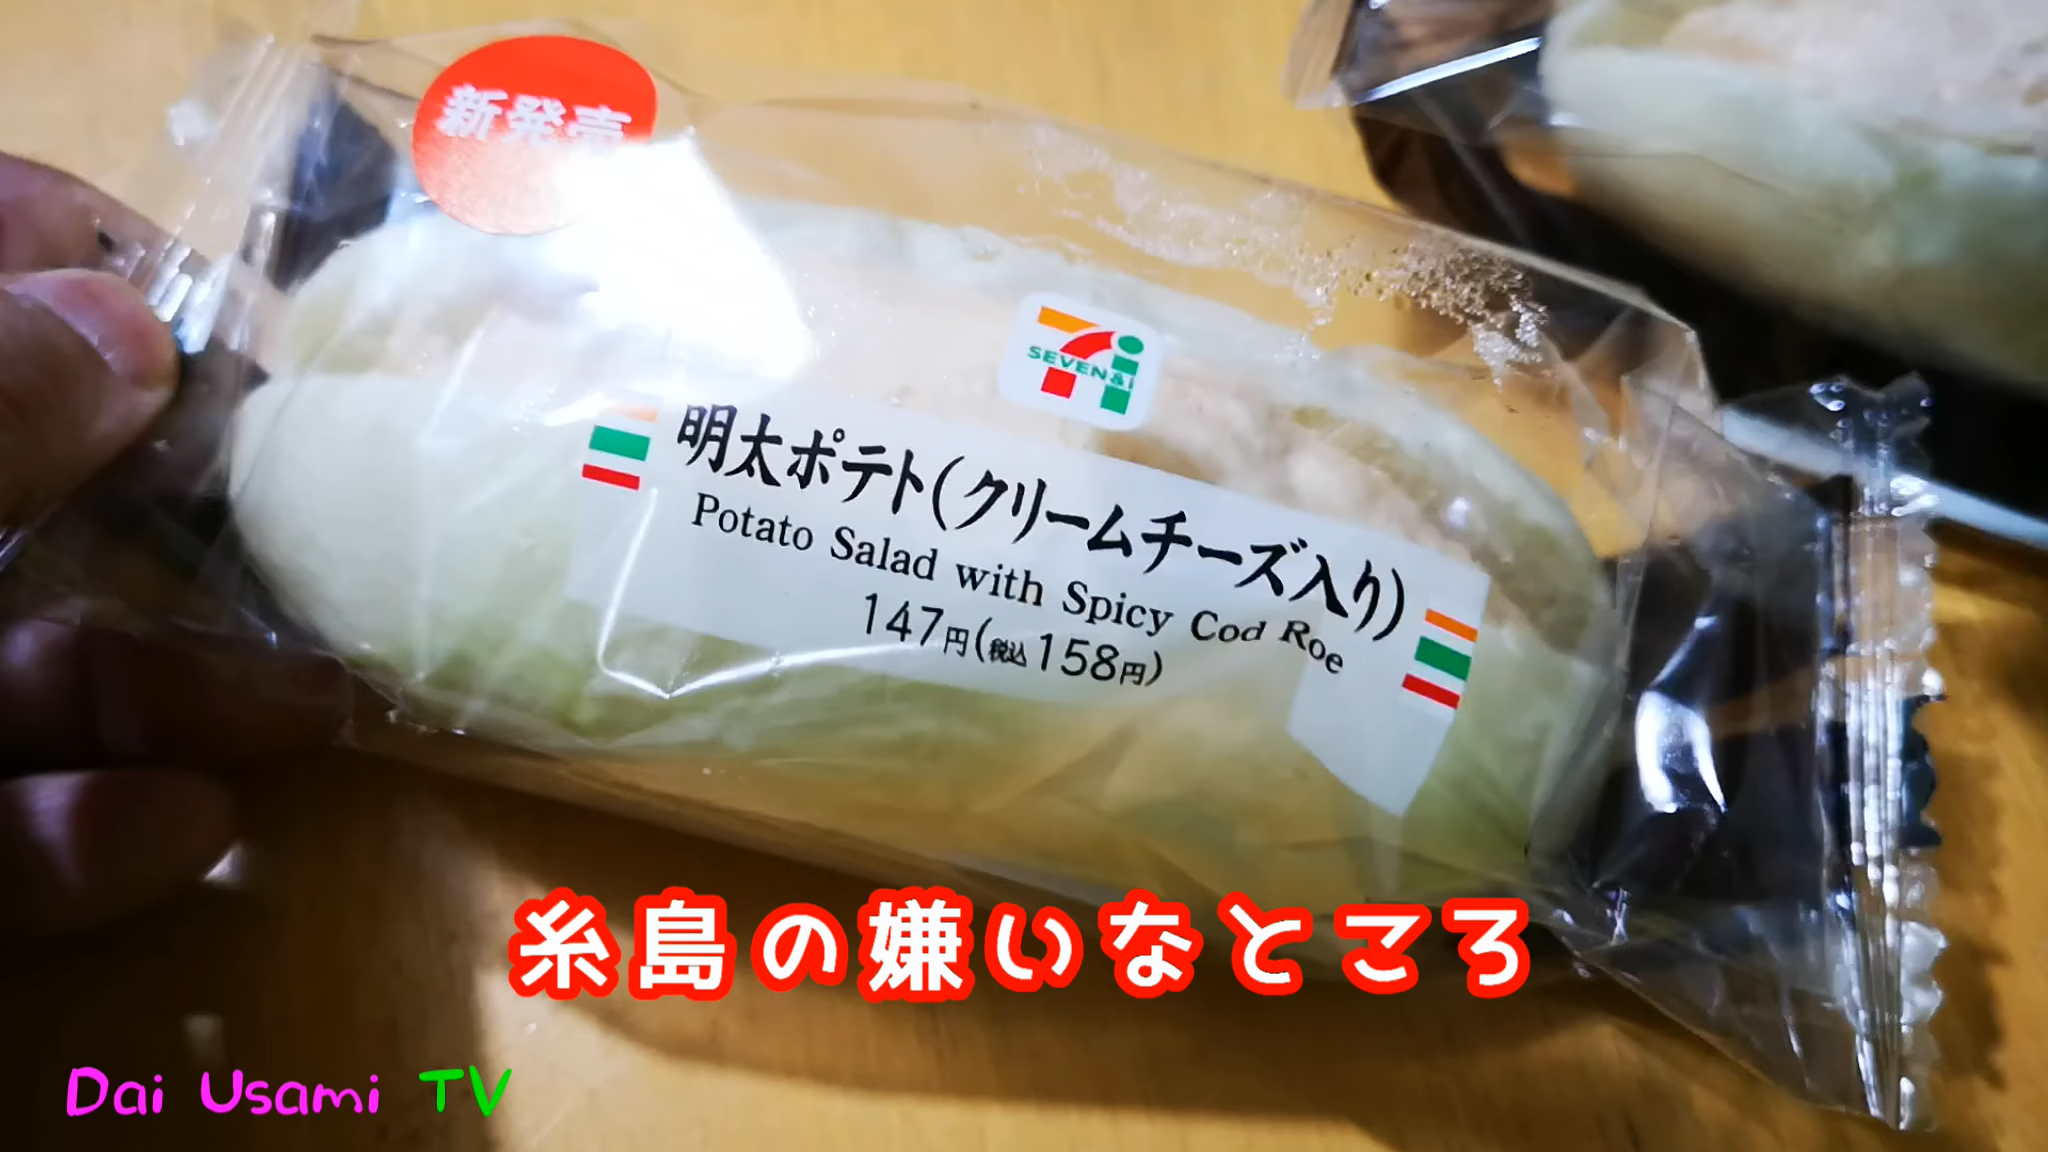 新発売
SEVEN&i
明太ポテト(クリームチーズ入り)
Potato Salad with Spicy Cod Roe
147円(税込158円)
糸島の嫌いなところ
Dai Usami TV